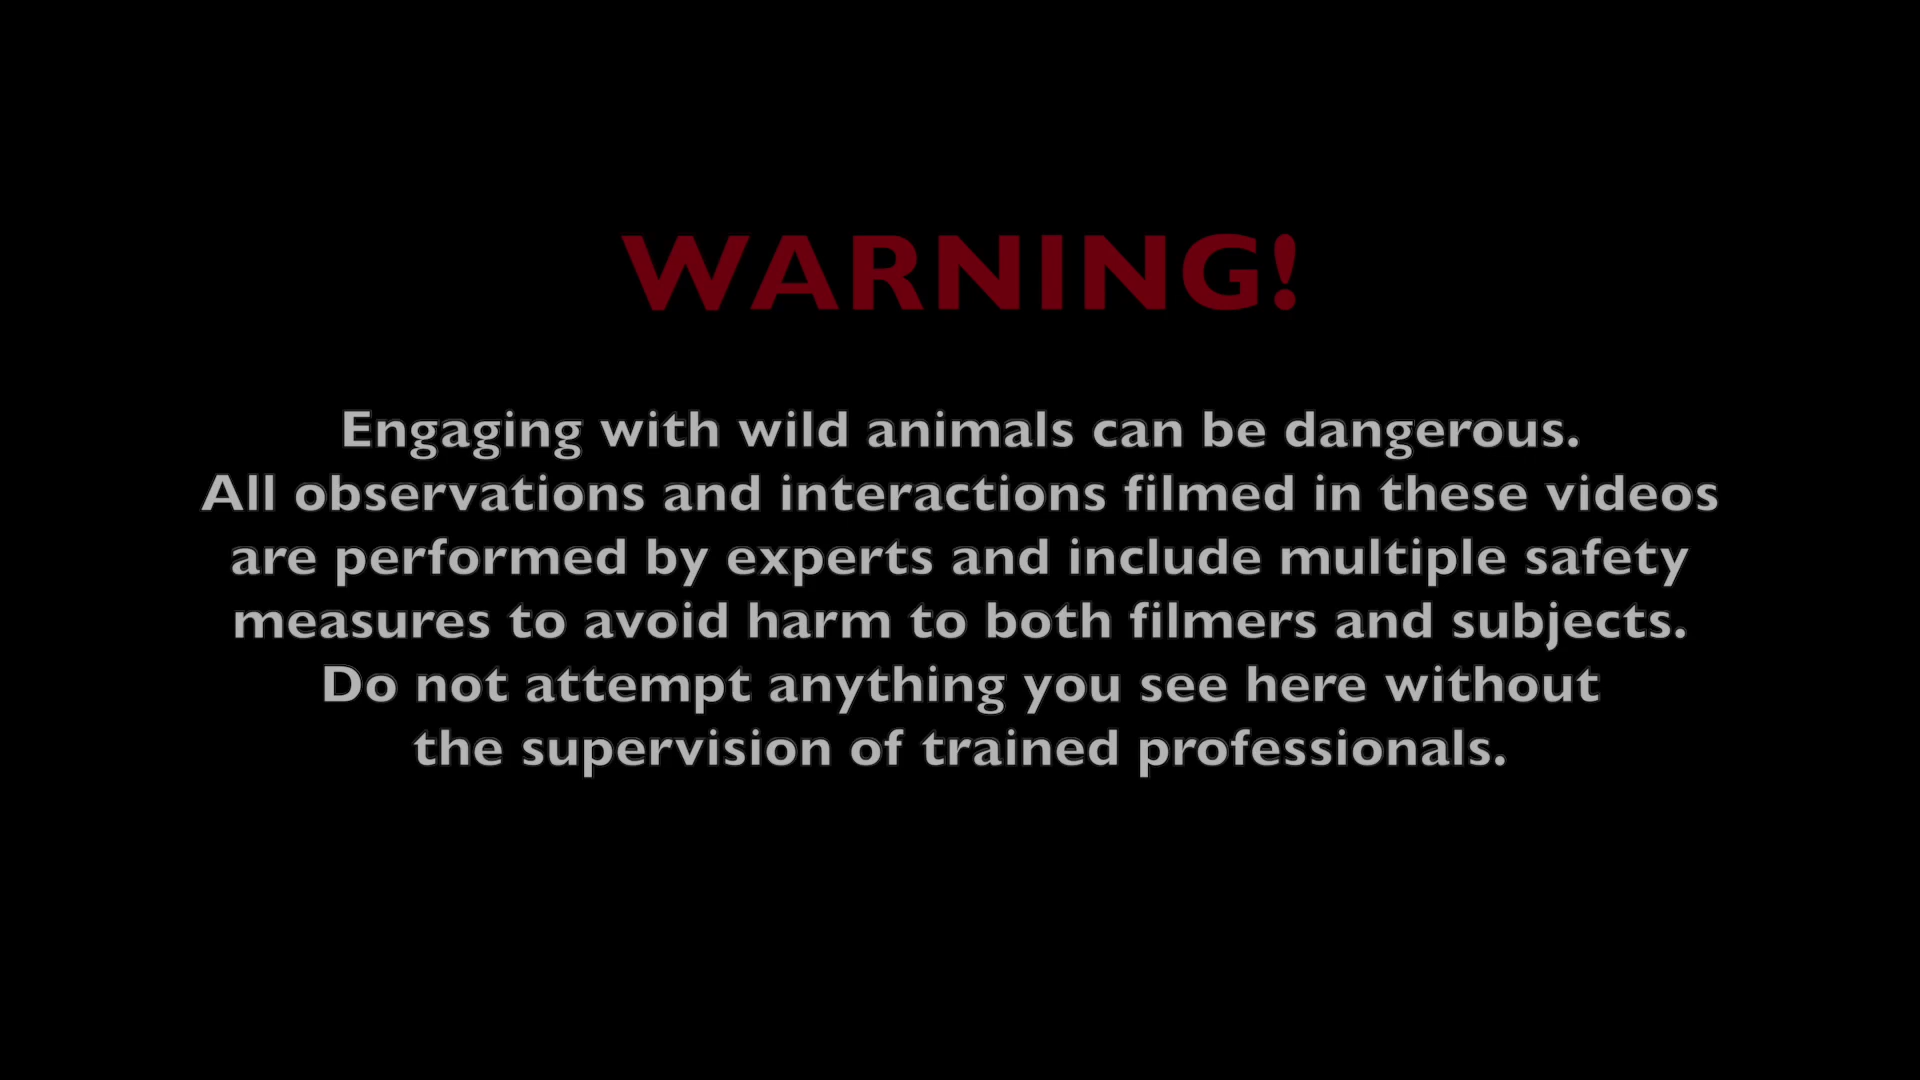 WARNING!
Engaging with wild animals can be dangerous.
All observations and interactions filmed in these videos
are performed by experts and include multiple safety
measures to avoid harm to both filmers and subjects.
Do not attempt anything you see here without
the supervision of trained professionals.